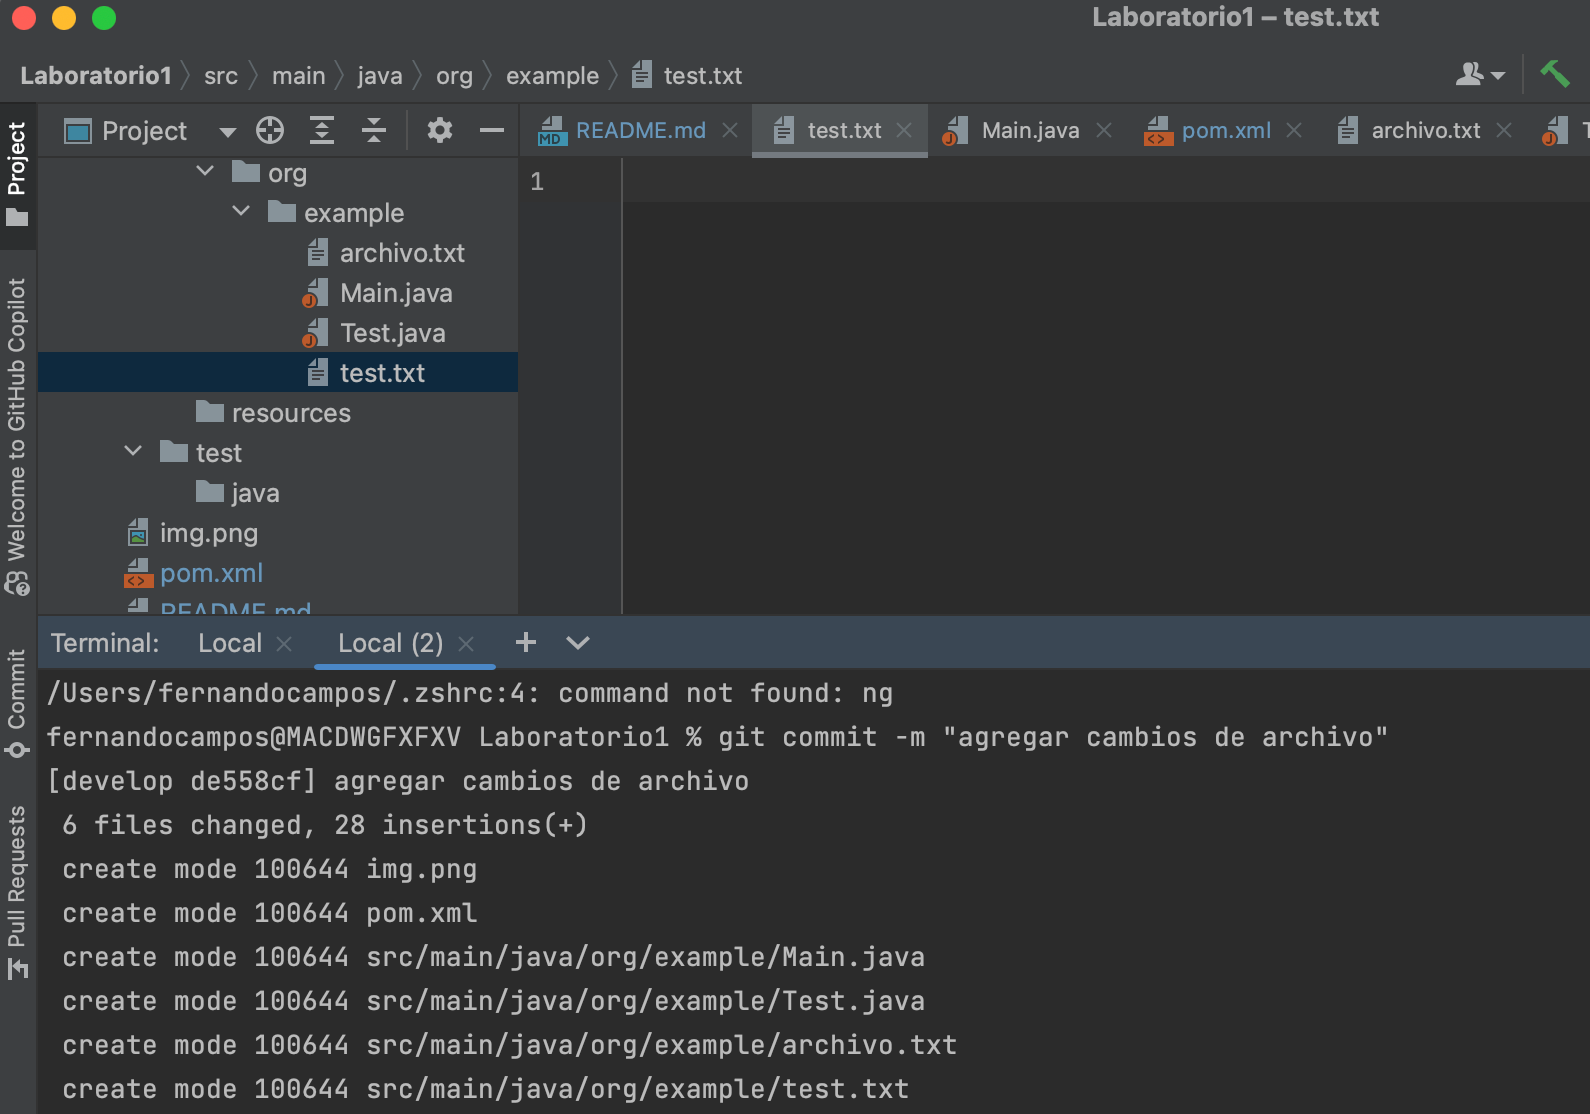 Laboratorio1 – test.txt
Laboratorio1 src main java org example test.txt
Project
README.md test.txt Main.java pom.xml archivo.txt
Project
org
example
archivo.txt
Main.java
Test.java
test.txt
resources
test
java
img.png
pom.xml
README.md
1
Welcome to GitHub Copilot
Commit
Pull Requests
Terminal: Local Local (2)
/Users/fernandocampos/.zshrc:4: command not found: ng
fernandocampos@MACDWGFXFXV Laboratorio1 % git commit -m "agregar cambios de archivo"
[develop de558cf] agregar cambios de archivo
6 files changed, 28 insertions(+)
create mode 100644 img.png
create mode 100644 pom.xml
create mode 100644 src/main/java/org/example/Main.java
create mode 100644 src/main/java/org/example/Test.java
create mode 100644 src/main/java/org/example/archivo.txt
create mode 100644 src/main/java/org/example/test.txt